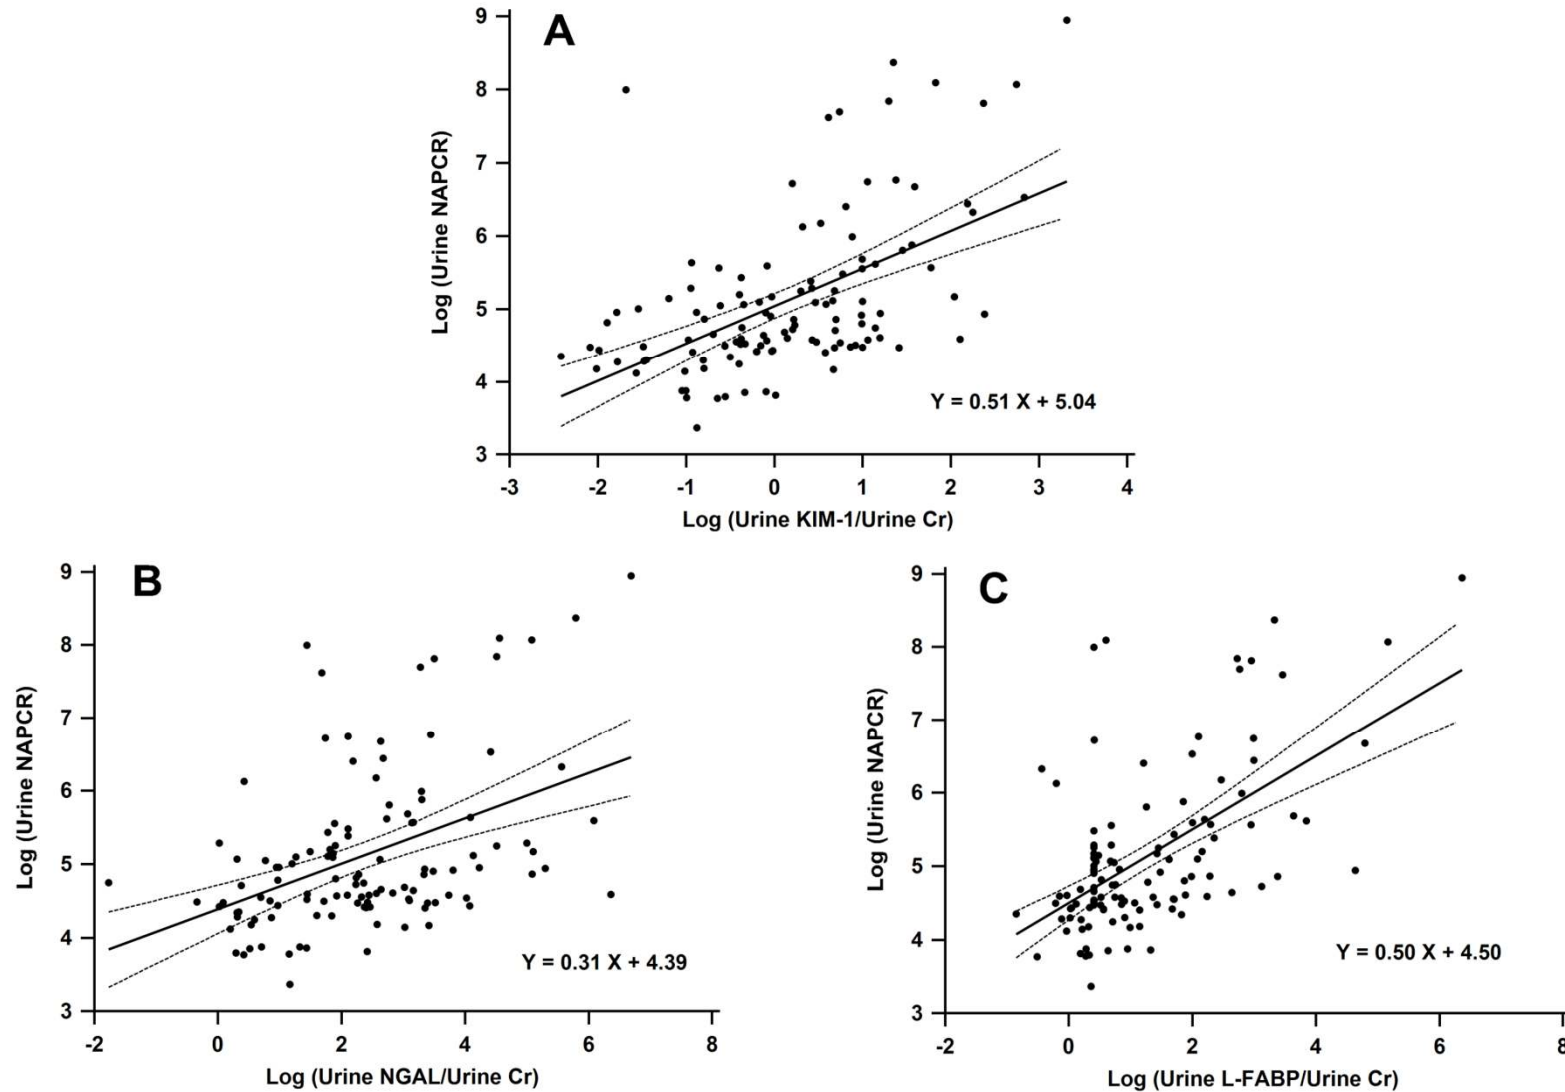 A
9
8
7
6
5
4
3
Log (Urine NAPCR)
Y = 0.51 X + 5.04
-3 -2 -1 0 1 2 3 4
Log (Urine KIM-1/Urine Cr)
B
9
8
7
6
5
4
3
Log (Urine NAPCR)
Y = 0.31 X + 4.39
-2 0 2 4 6 8
Log (Urine NGAL/Urine Cr)
C
9
8
7
6
5
4
3
Log (Urine NAPCR)
Y = 0.50 X + 4.50
-2 0 2 4 6 8
Log (Urine L-FABP/Urine Cr)